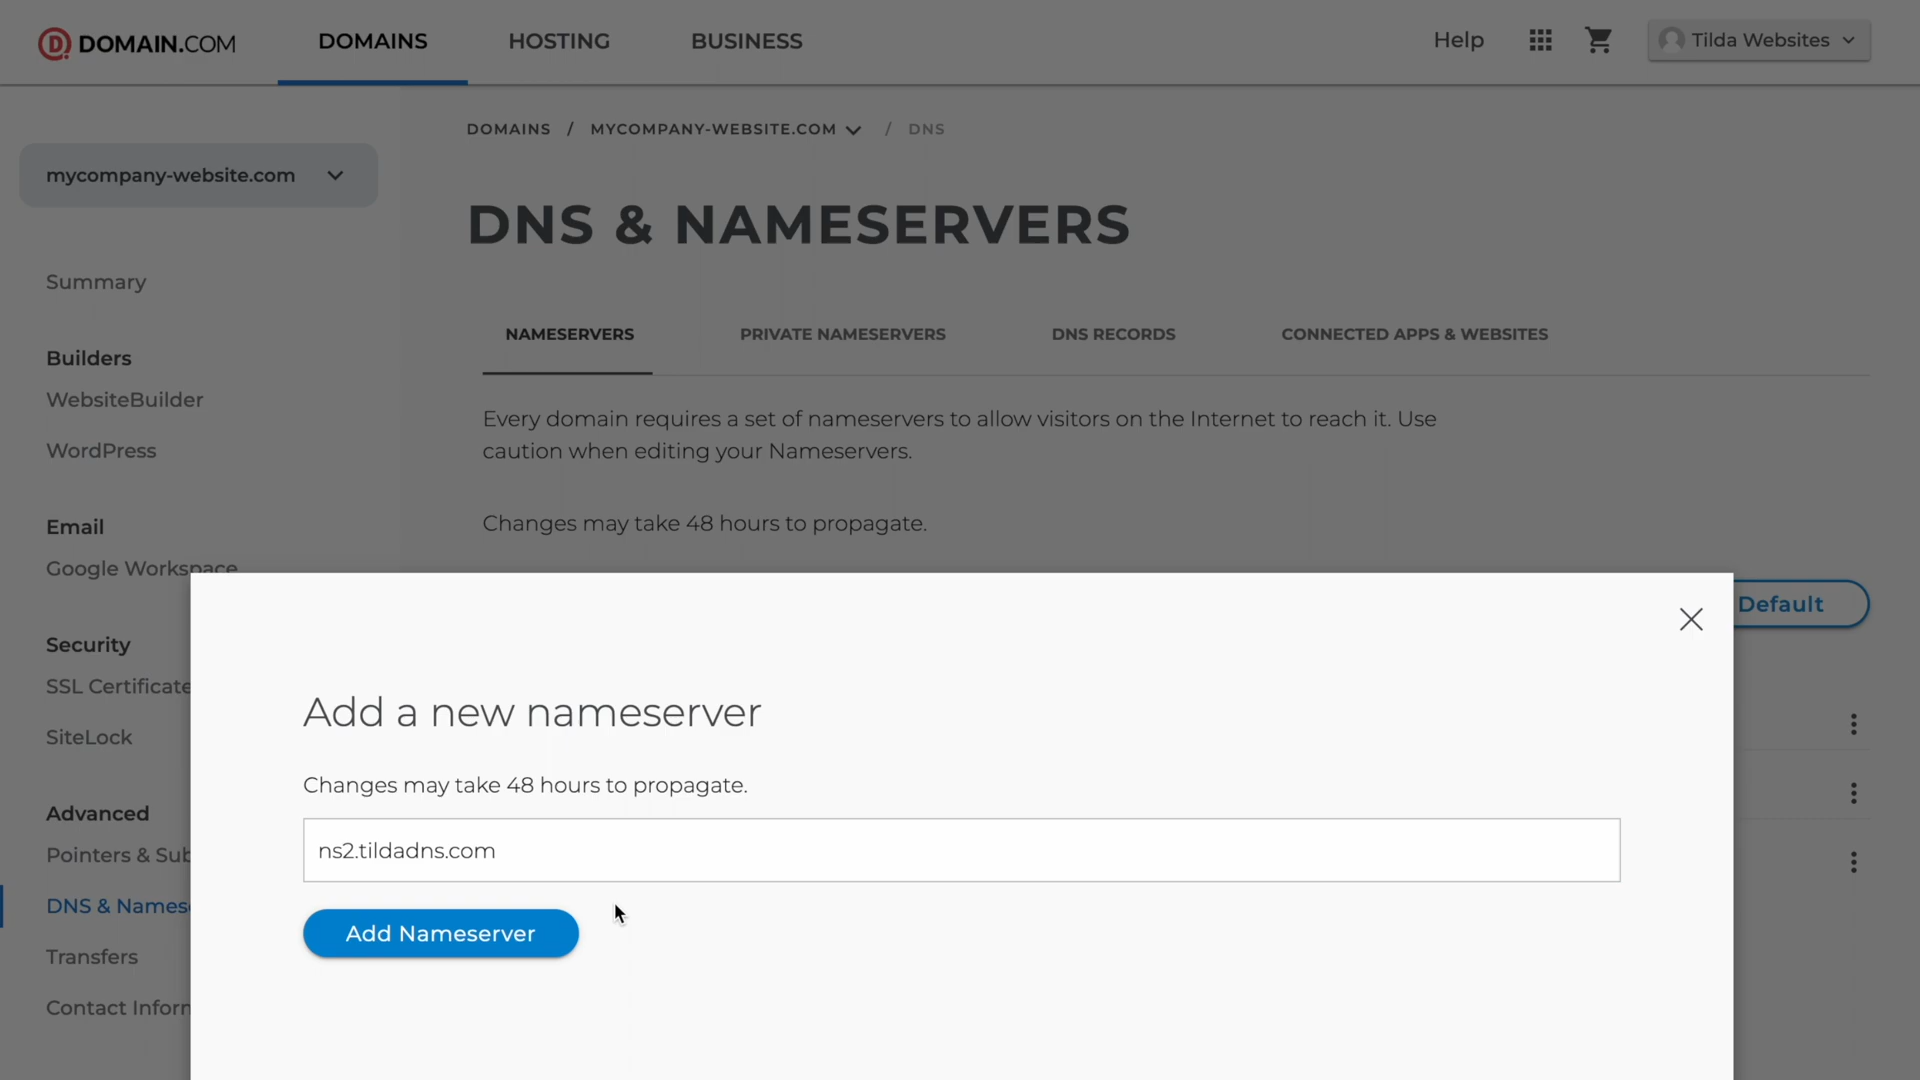 DOMAIN.COM
DOMAINS
HOSTING
BUSINESS
Help
Tilda Websites
DOMAINS / MYCOMPANY-WEBSITE.COM / DNS
mycompany-website.com
DNS & NAMESERVERS
Summary
NAMESERVERS
PRIVATE NAMESERVERS
DNS RECORDS
CONNECTED APPS & WEBSITES
Builders
WebsiteBuilder
WordPress
Every domain requires a set of nameservers to allow visitors on the Internet to reach it. Use
caution when editing your Nameservers.
Changes may take 48 hours to propagate.
Email
Google Workspace
Default
Security
SSL Certificate
SiteLock
Advanced
Pointers & Sub
DNS & Names
Transfers
Contact Inforn
Add a new nameserver
Changes may take 48 hours to propagate.
ns2.tildadns.com
Add Nameserver